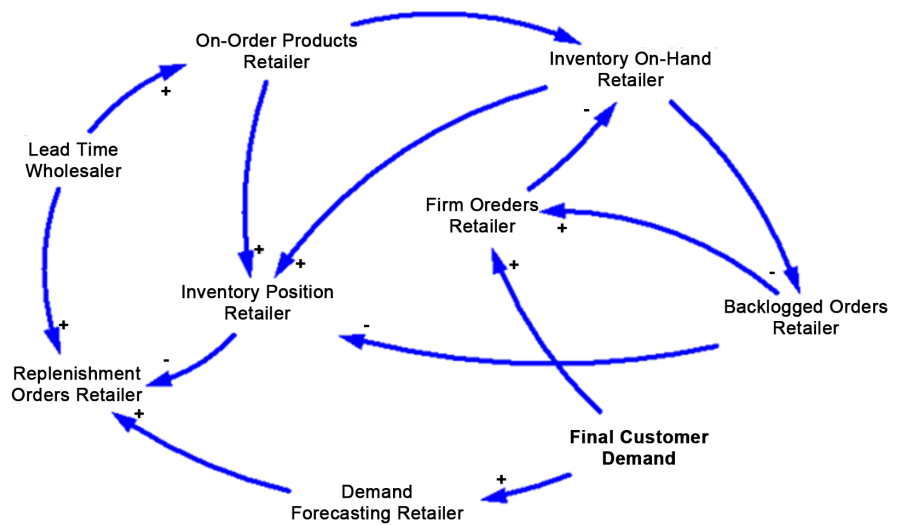 On-Order Products
Retailer
Inventory On-Hand
Retailer
+
-
Lead Time
Wholesaler
Firm Oreders
Retailer
+
+
+
+
-
Inventory Position
Retailer
Backlogged Orders
Retailer
+
-
-
Replenishment
Orders Retailer
+
Final Customer
Demand
+
Demand
Forecasting Retailer